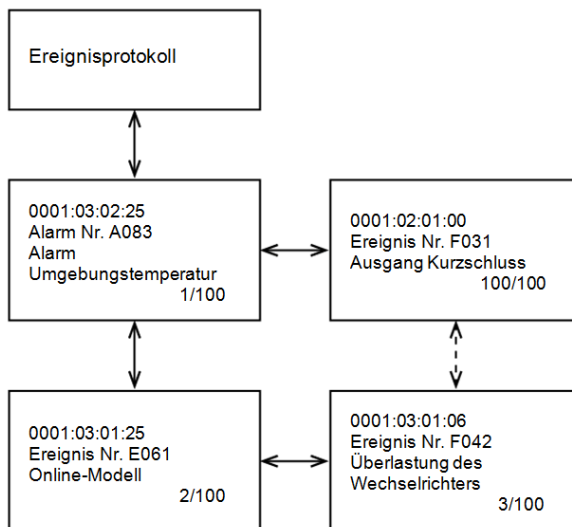 Ereignisprotokoll
0001:03:02:25
Alarm Nr. A083
Alarm
Umgebungstemperatur
1/100
0001:02:01:00
Ereignis Nr. F031
Ausgang Kurzschluss
100/100
0001:03:01:25
Ereignis Nr. E061
Online-Modell
2/100
0001:03:01:06
Ereignis Nr. F042
Überlastung des
Wechselrichters
3/100